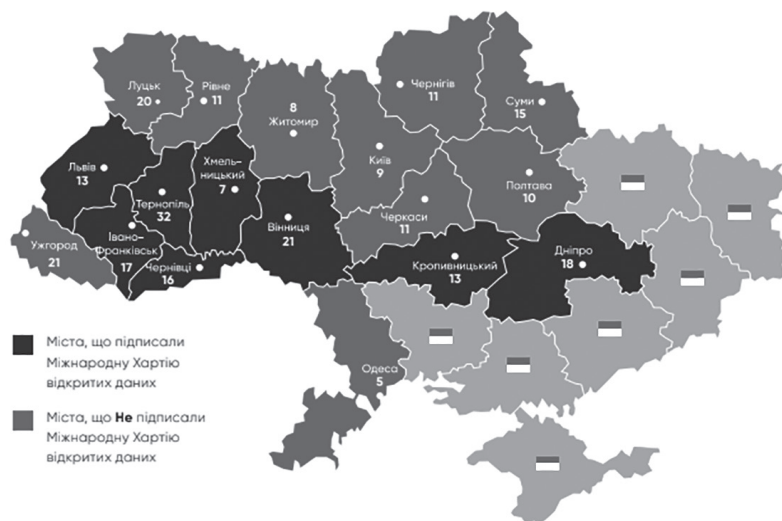 Луцьк
20
Рівне
11
8
Житомир
Київ
9
Чернігів
11
Суми
15
Львів
13
Тернопіль
32
Хмель-
ницький
7
Вінниця
21
Черкаси
11
Полтава
10
Ужгород
21
Івано-
Франківськ
17
Чернівці
16
Кропивницький
13
Дніпро
18
Одеса
5
Міста, що підписали
Міжнародну Хартію
відкритих даних
Міста, що Не підписали
Міжнародну Хартію
відкритих даних